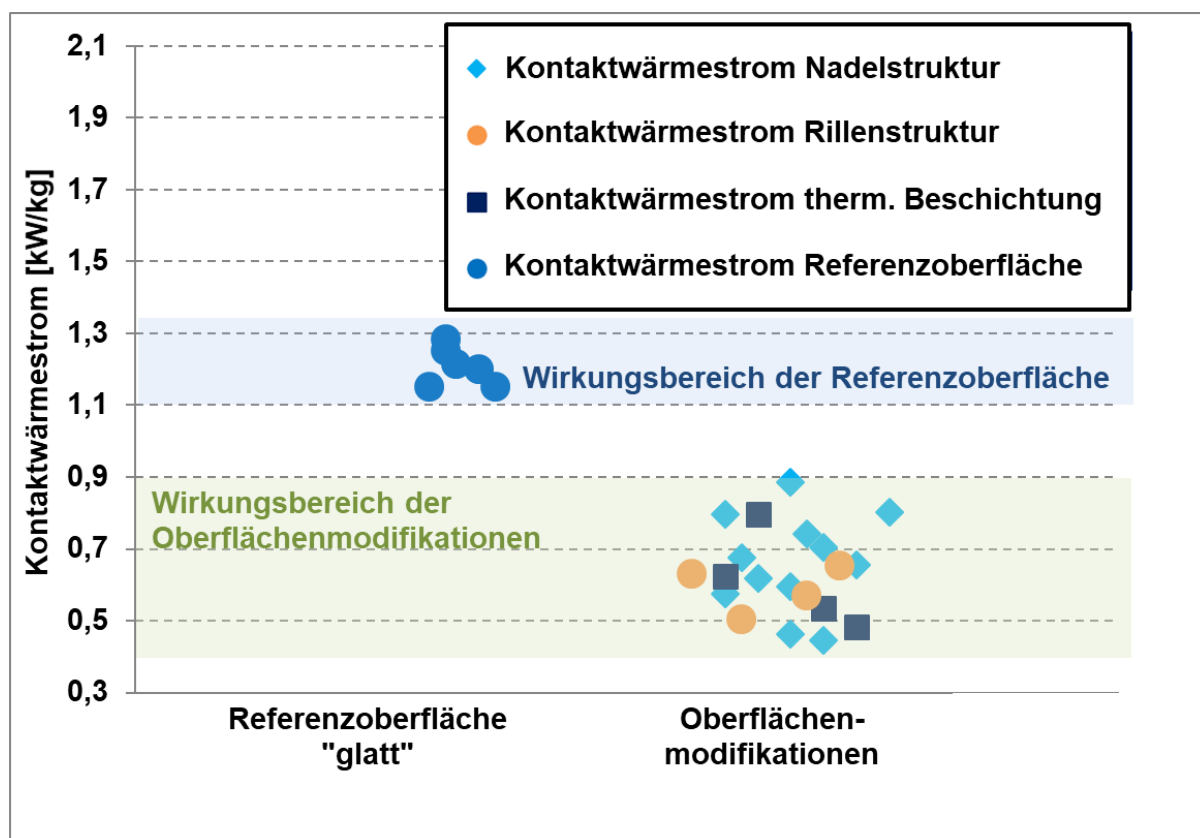 Kontaktwärmestrom [kW/kg]
2,1
1,9
1,7
1,5
1,3
1,1
0,9
0,7
0,5
0,3
Kontaktwärmestrom Nadelstruktur
Kontaktwärmestrom Rillenstruktur
Kontaktwärmestrom therm. Beschichtung
Kontaktwärmestrom Referenzoberfläche
Wirkungsbereich der Referenzoberfläche
Wirkungsbereich der
Oberflächenmodifikationen
Referenzoberfläche
"glatt"
Oberflächen-
modifikationen